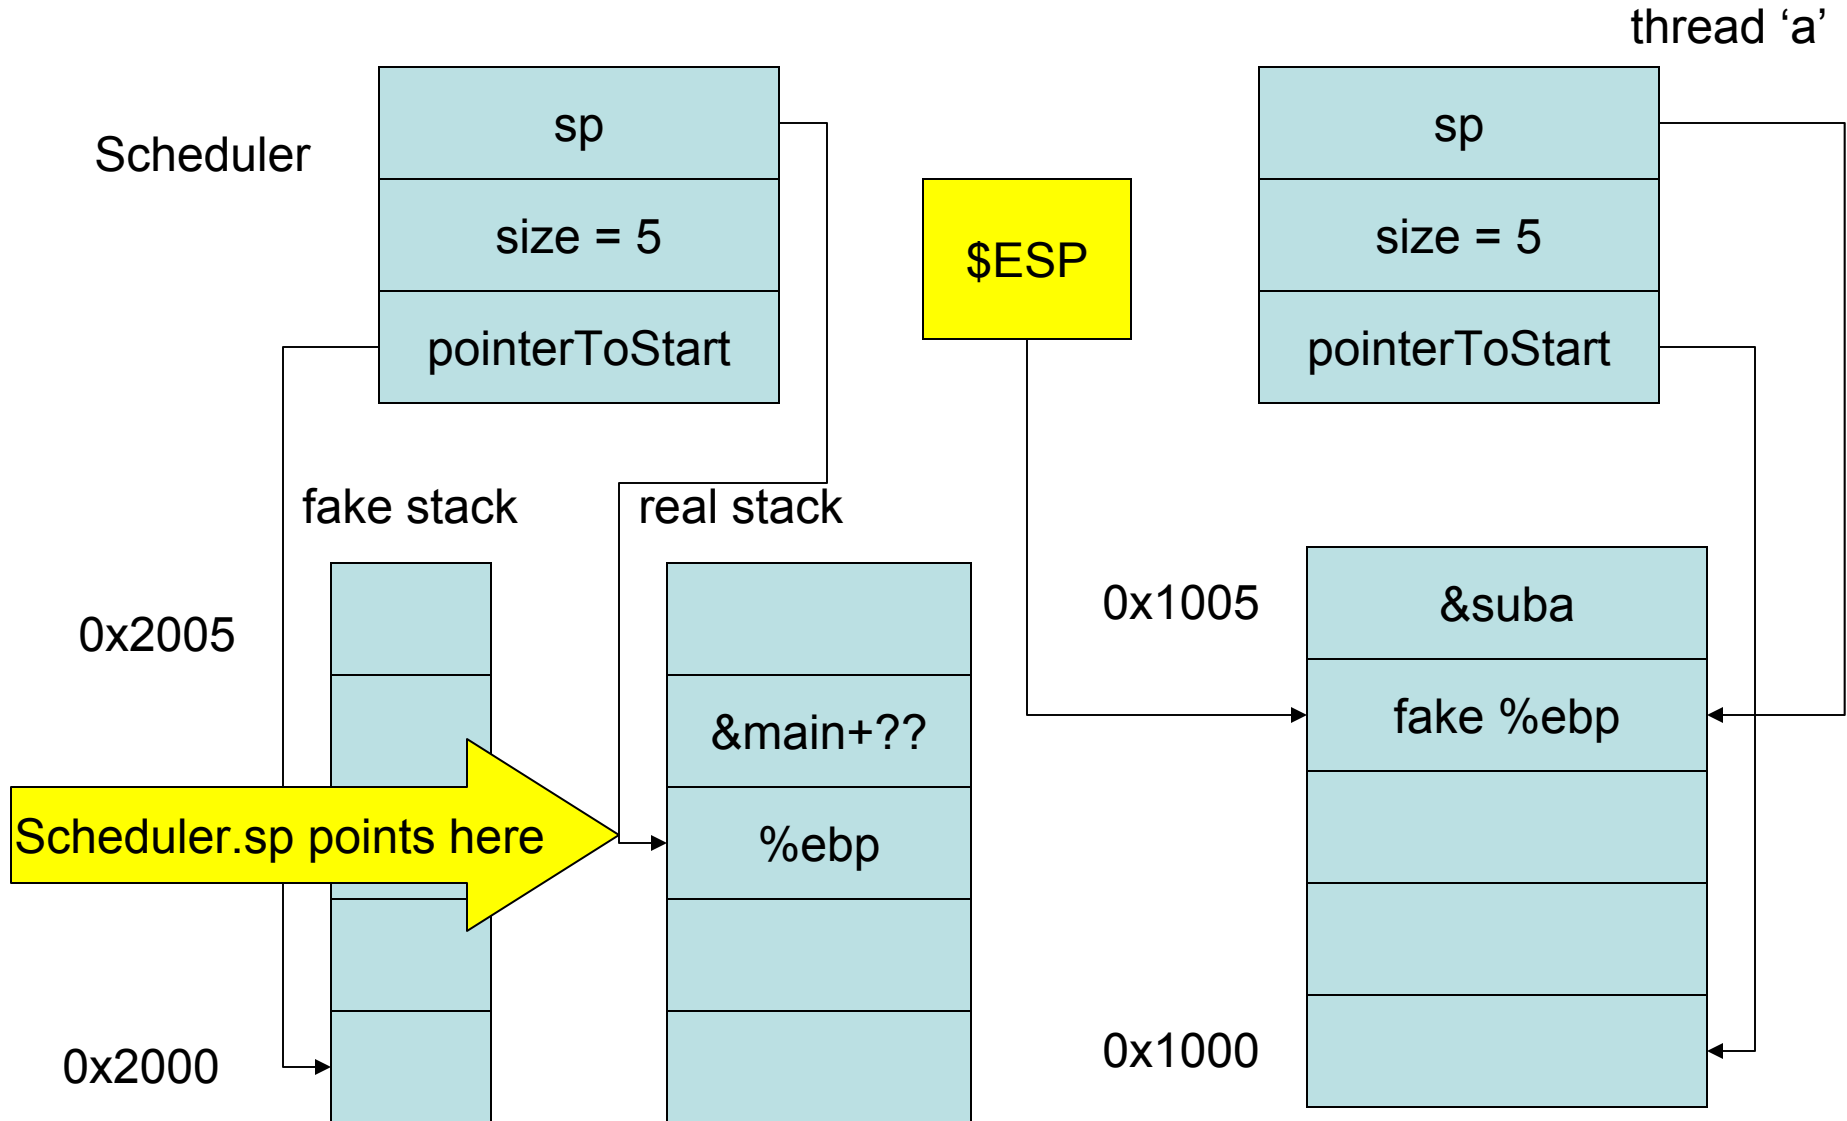 thread ‘a’
Scheduler
sp
size = 5
pointerToStart
$ESP
sp
size = 5
pointerToStart
fake stack
real stack
0x2005
&main+??
%ebp
Scheduler.sp points here
0x2000
0x1005
&suba
fake %ebp
0x1000